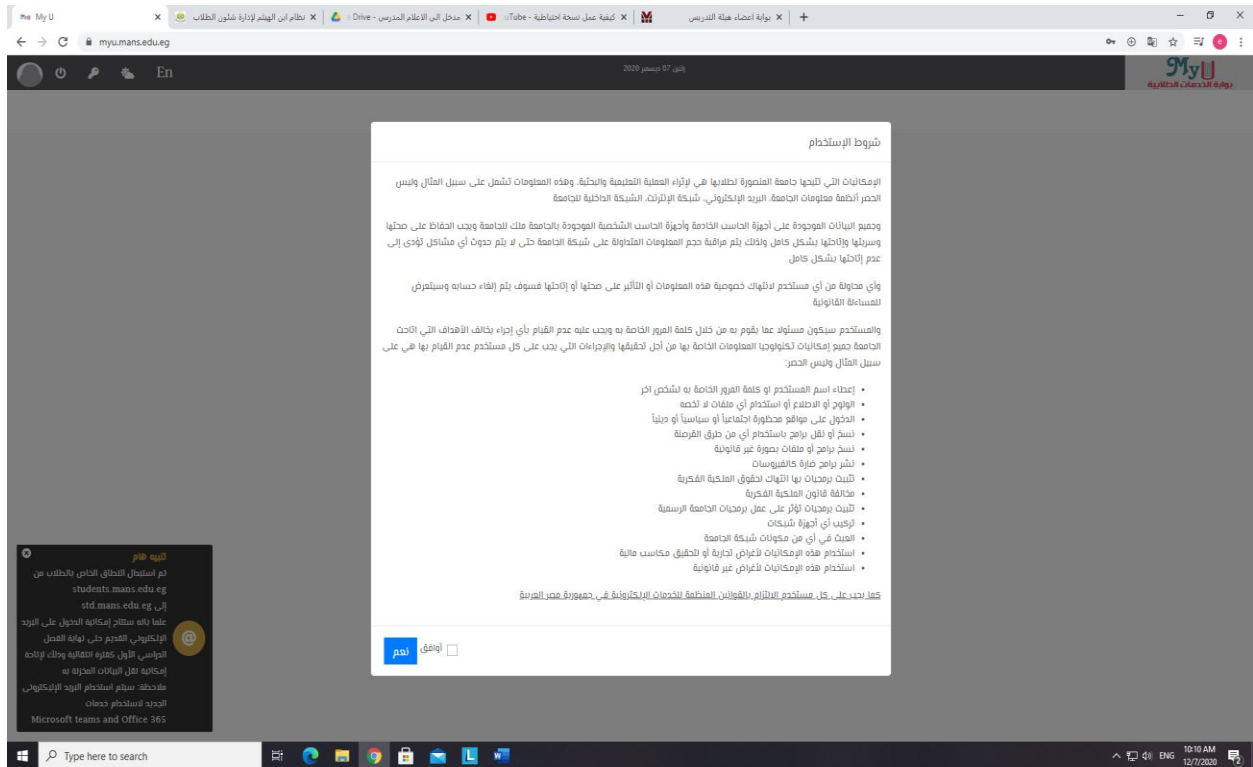 My U
نظام ابن الهيثم لإدارة شئون الطلاب
مدخل الى الاعلام المدرس - Drive
كيفية عمل نسحة احتياطية - Tube
بوابة اعضاء هيئة التدريس
myu.mans.edu.eg
En
إثنين 07 ديسمبر 2020
MyU
بوابة الخدمات الطلابية
شروط الإستخدام
الإمكانيات التي تتيحها جامعة المنصورة لطلابها هي لإثراء العملية التعليمية والبحثية. وهذه المعلومات تشمل على سبيل المثال وليس
الحصر أنظمة معلومات الجامعة، البريد الإلكتروني، شبكة الإنترنت، الشبكة الداخلية للجامعة
وجميع البيانات الموجودة على أجهزة الحاسب الخادمة وأجهزة الحاسب الشخصية الموجودة بالجامعة ملك للجامعة ويجب الحفاظ على صحتها
وسريتها وإتاحتها بشكل كامل ولذلك يتم مراقبة حجم المعلومات المتداولة على شبكة الجامعة حتى لا يتم حدوث أي مشاكل تؤدى إلى
عدم إتاحتها بشكل كامل
وأي محاولة من أي مستخدم لانتهاك خصوصية هذه المعلومات أو التأثير على صحتها أو إتاحتها فسوف يتم إلغاء حسابه وسيتعرض
للمساءلة القانونية
والمستخدم سيكون مسئولا عما يقوم به من خلال كلمة المرور الخاصة به ويجب عليه عدم القيام بأي إجراء يخالف الأهداف التي اتاحت
الجامعة جميع إمكانيات تكنولوجيا المعلومات الخاصة بها من أجل تحقيقها والإجراءات التي يجب على كل مستخدم عدم القيام بها هي على
سبيل المثال وليس الحصر:
• إعطاء اسم المستخدم او كلمة المرور الخاصة به لشخص اخر
• الولوج أو الاطلاع أو استخدام أي ملفات لا تخصه
• الدخول على مواقع محظورة اجتماعياً أو سياسياً أو دينياً
• نسخ أو نقل برامج باستخدام أي من طرق القرصنة
• نسخ برامج أو ملفات بصورة غير قانونية
• نشر برامج ضارة كالفيروسات
• تثبيت برمجيات بها انتهاك لحقوق الملكية الفكرية
• مخالفة قانون الملكية الفكرية
• تثبيت برمجيات تؤثر على عمل برمجيات الجامعة الرسمية
• تركيب أي أجهزة شبكات
• العبث في أي من مكونات شبكة الجامعة
• استخدام هذه الإمكانيات لأغراض تجارية أو لتحقيق مكاسب مالية
• استخدام هذه الإمكانيات لأغراض غير قانونية
كما يجب على كل مستخدم الالتزام بالقوانين المنظمة للخدمات الإلكترونية في جمهورية مصر العربية
أوافق
نعم
تنبيه هام
تم استبدال النطاق الخاص بالطلاب من
students.mans.edu.eg
إلى std.mans.edu.eg
علما بانه ستتاح إمكانية الدخول على البريد
الإلكتروني القديم حتى نهاية الفصل
الدراسي الأول كفترة انتقالية وذلك لإتاحة
إمكانية نقل البيانات المخزنة به
ملاحظة: سيتم استخدام البريد الإليكترونى
الجديد لاستخدام خدمات
Microsoft teams and Office 365
Type here to search
ENG
10:10 AM
12/7/2020